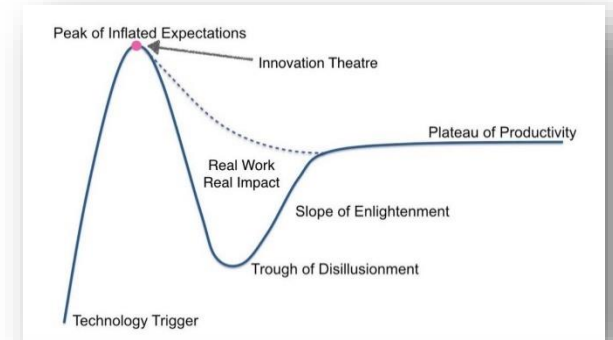 Peak of Inflated Expectations
Innovation Theatre
Plateau of Productivity
Real Work
Real Impact
Slope of Enlightenment
Trough of Disillusionment
Technology Trigger